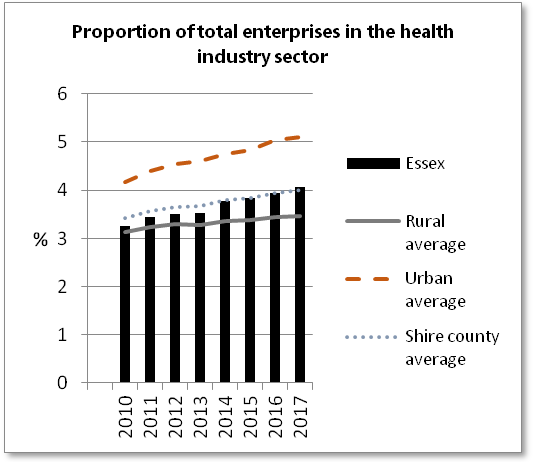 Proportion of total enterprises in the health
industry sector
6
5
4
3
2
1
0
%
2010
2011
2012
2013
2014
2015
2016
2017
Essex
Rural
average
Urban
average
Shire county
average